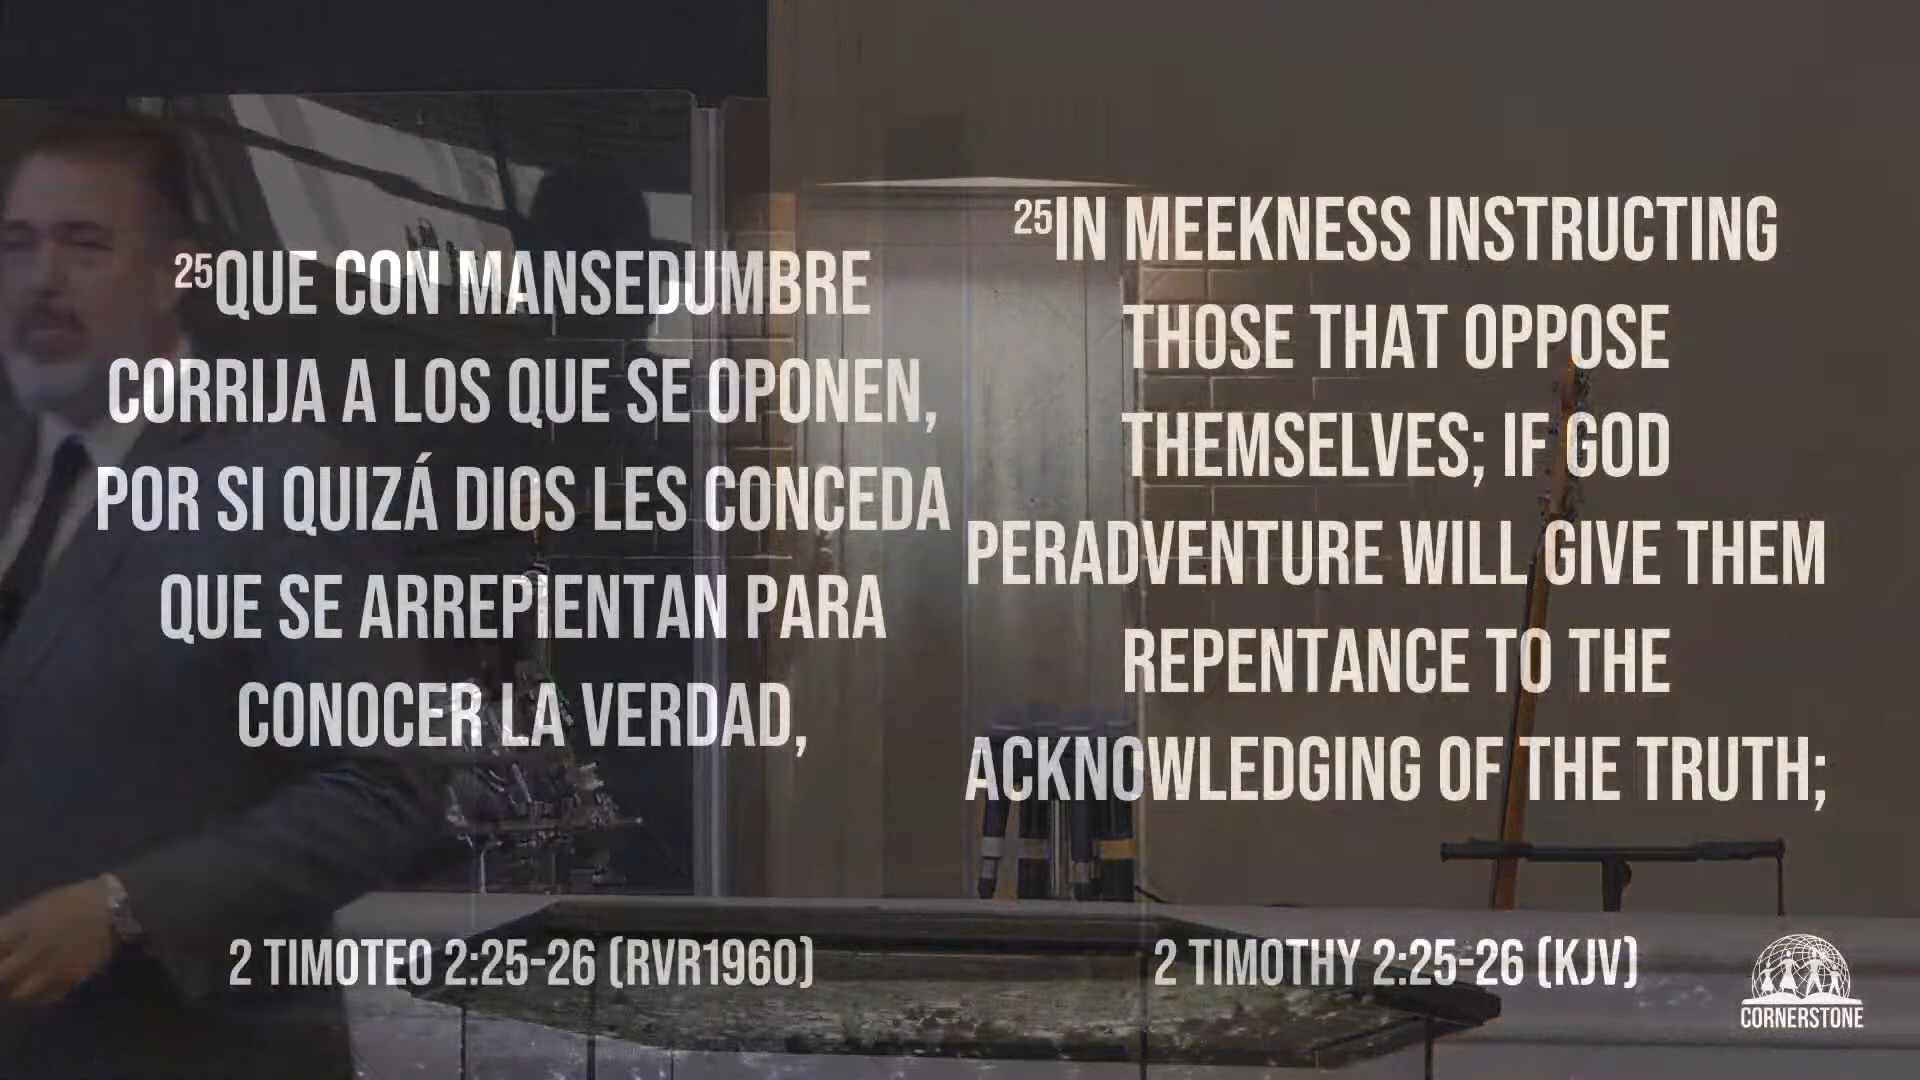 25QUE CON MANSEDUMBRE
CORRIJA A LOS QUE SE OPONEN,
POR SI QUIZÁ DIOS LES CONCEDA
QUE SE ARREPIENTAN PARA
CONOCER LA VERDAD,
2 TIMOTEO 2:25-26 (RVR1960)
25IN MEEKNESS INSTRUCTING
THOSE THAT OPPOSE
THEMSELVES; IF GOD
PERADVENTURE WILL GIVE THEM
REPENTANCE TO THE
ACKNOWLEDGING OF THE TRUTH;
2 TIMOTHY 2:25-26 (KJV)
CORNERSTONE